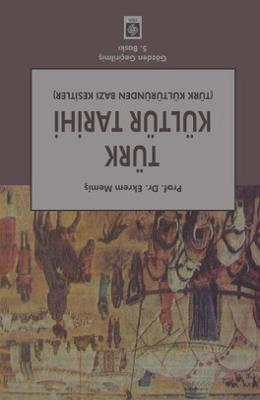 Prof. Dr. Ekrem Memiş
TÜRK
KÜLTÜR TARİHİ
(TÜRK KÜLTÜRÜNDEN BAZI KESİTLER)
Gözden Geçirilmiş
5. Baskı